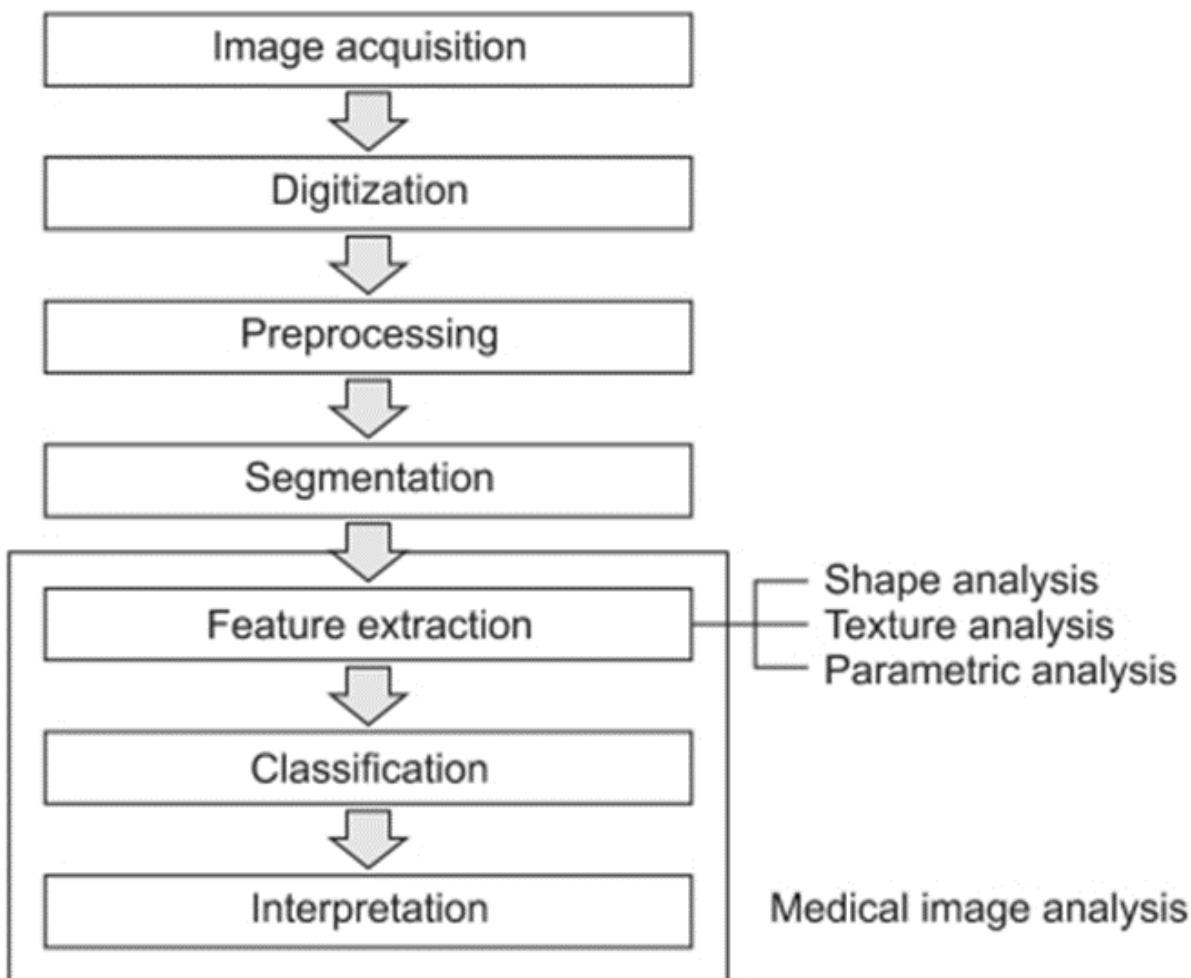 Image acquisition
Digitization
Preprocessing
Segmentation
Feature extraction
Shape analysis
Texture analysis
Parametric analysis
Classification
Interpretation
Medical image analysis